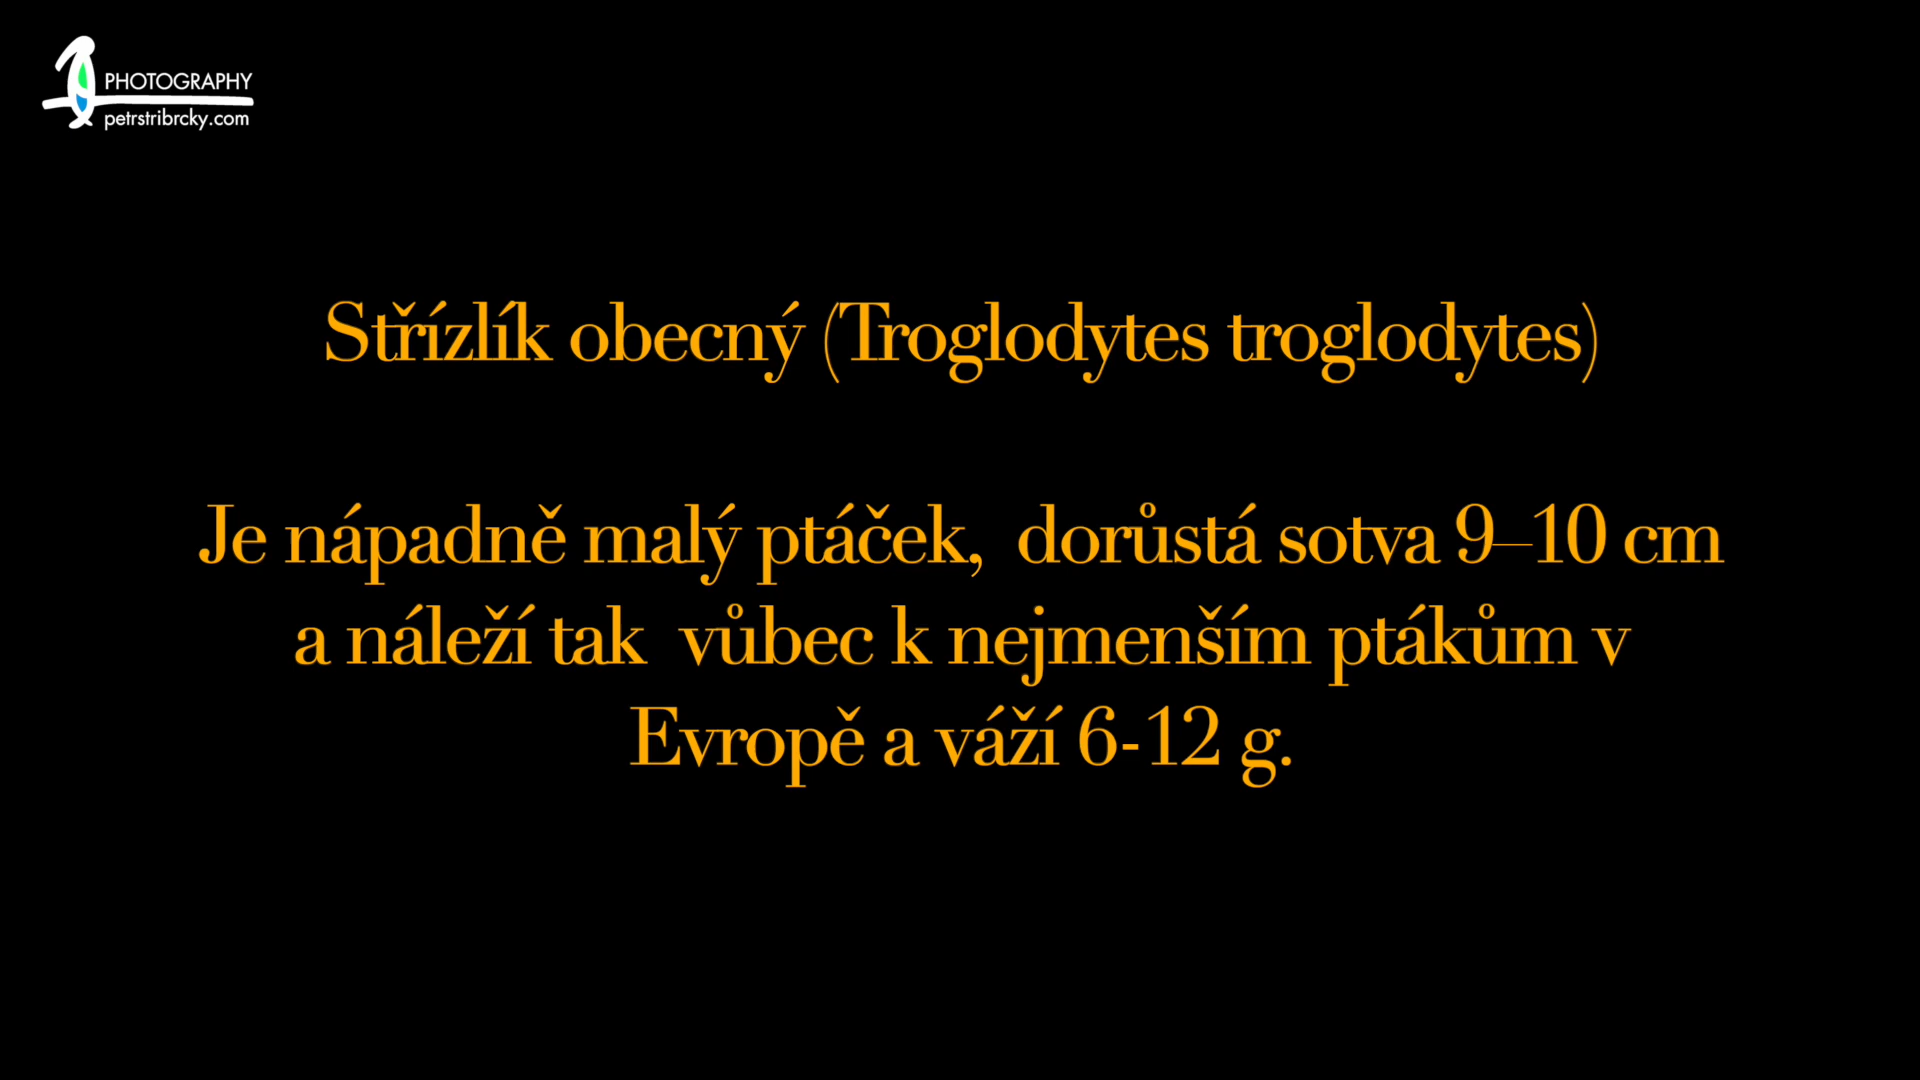 PHOTOGRAPHY
petrstribrcky.com
Střízlík obecný (Troglodytes troglodytes)
Je nápadně malý ptáček,  dorůstá sotva 9–10 cm
a náleží tak  vůbec k nejmenším ptákům v
Evropě a váží 6-12 g.